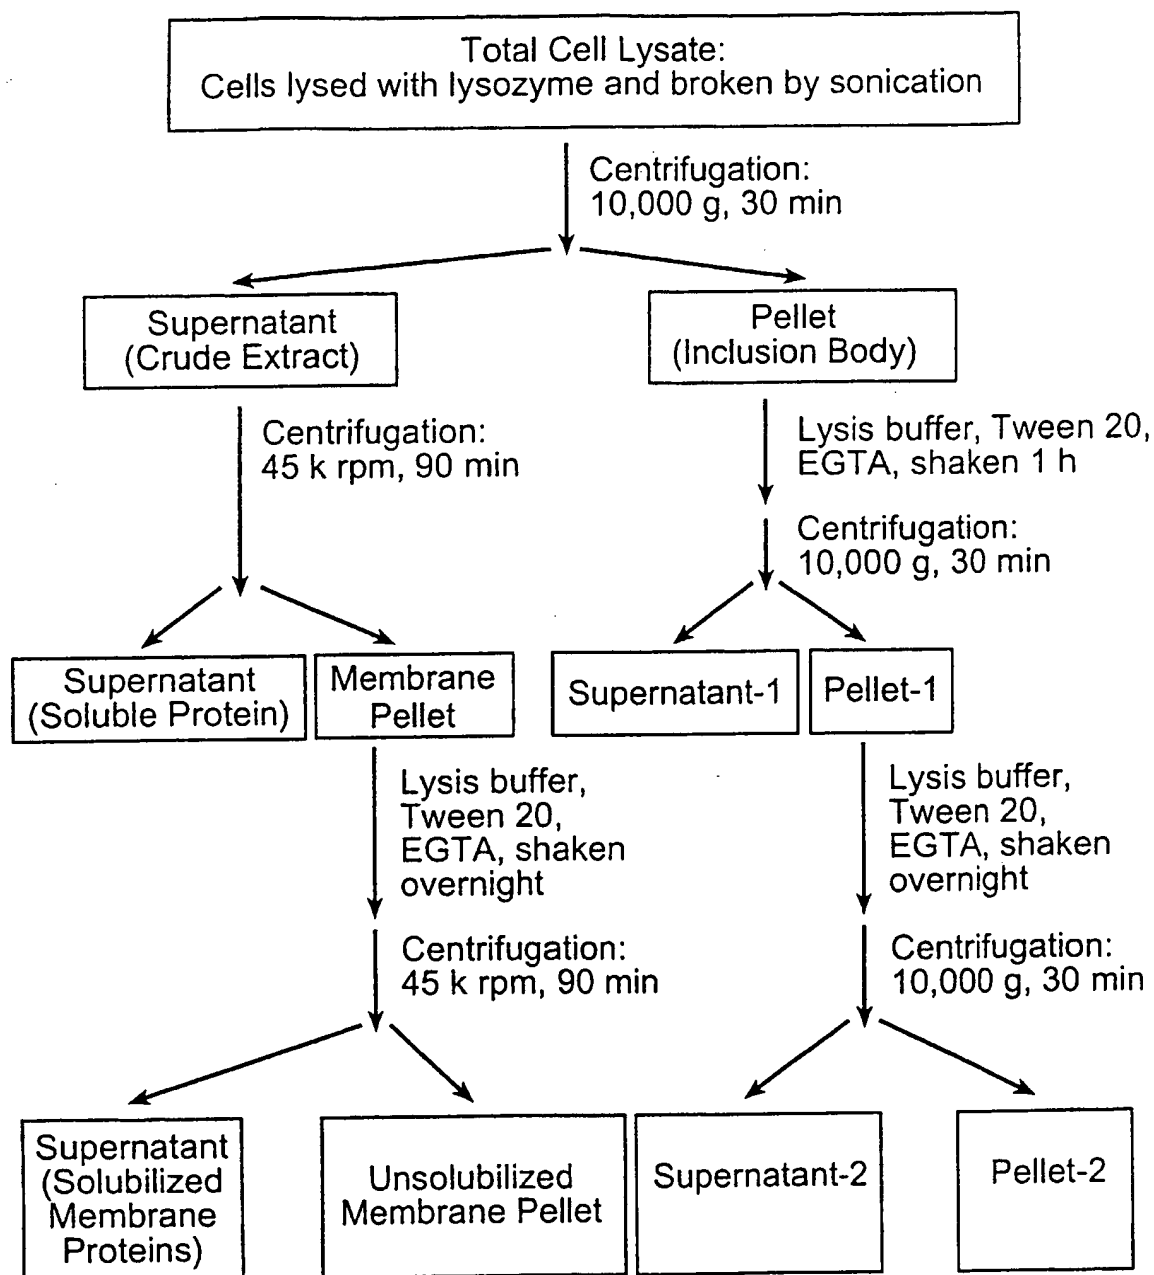 Total Cell Lysate:
Cells lysed with lysozyme and broken by sonication
Centrifugation:
10,000 g, 30 min
Supernatant
(Crude Extract)
Pellet
(Inclusion Body)
Centrifugation:
45 k rpm, 90 min
Lysis buffer, Tween 20,
EGTA, shaken 1 h
Centrifugation:
10,000 g, 30 min
Supernatant
(Soluble Protein)
Membrane
Pellet
Supernatant-1
Pellet-1
Lysis buffer,
Tween 20,
EGTA, shaken
overnight
Lysis buffer,
Tween 20,
EGTA, shaken
overnight
Centrifugation:
45 k rpm, 90 min
Centrifugation:
10,000 g, 30 min
Supernatant
(Solubilized
Membrane
Proteins)
Unsolubilized
Membrane Pellet
Supernatant-2
Pellet-2